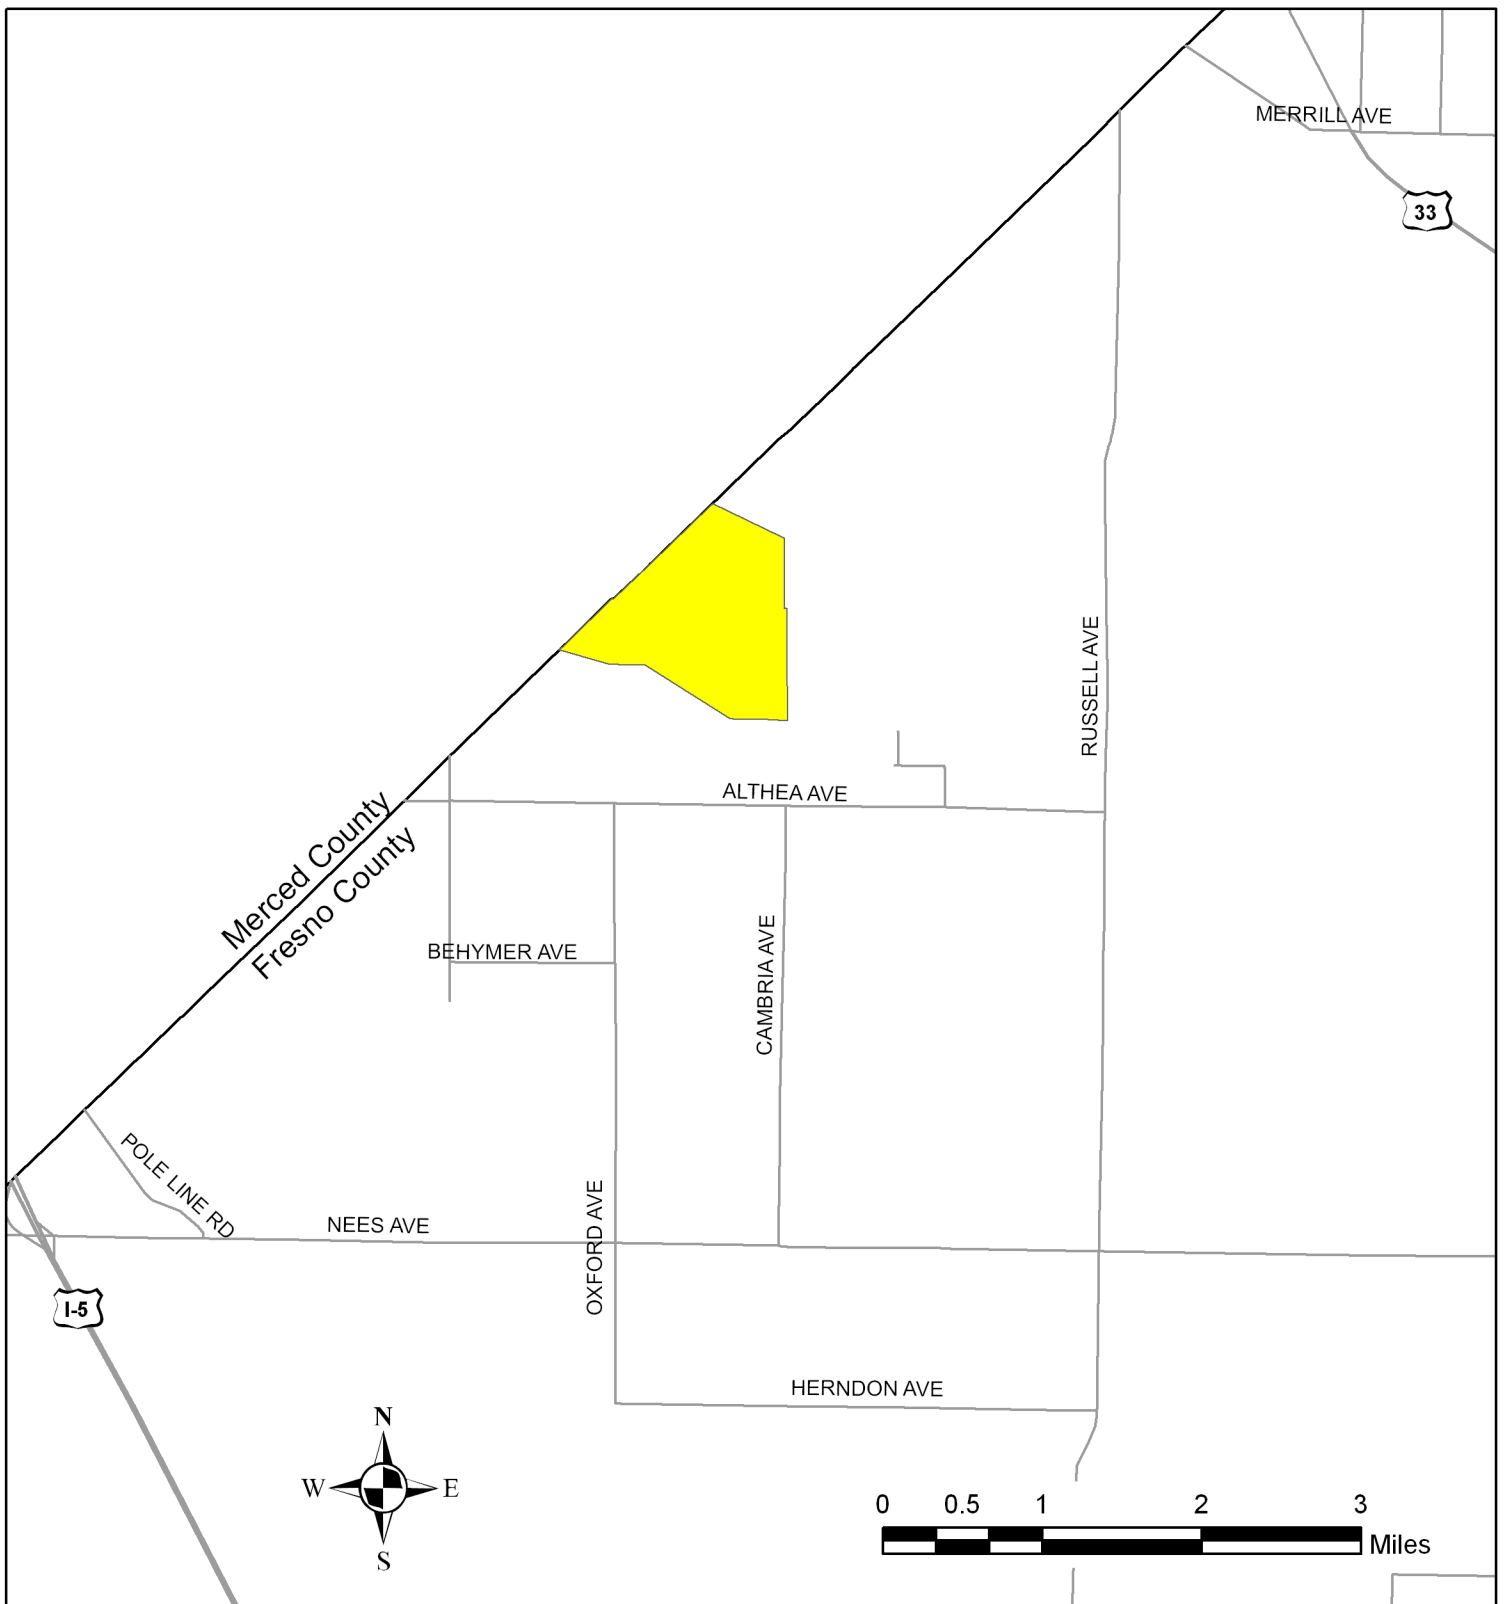 MERRILL AVE
33
RUSSELL AVE
ALTHEA AVE
Merced County
Fresno County
BEHYMER AVE
CAMBRIA AVE
POLE LINE RD
NEES AVE
OXFORD AVE
I-5
HERNDON AVE
N
W E
S
0 0.5 1 2 3
Miles